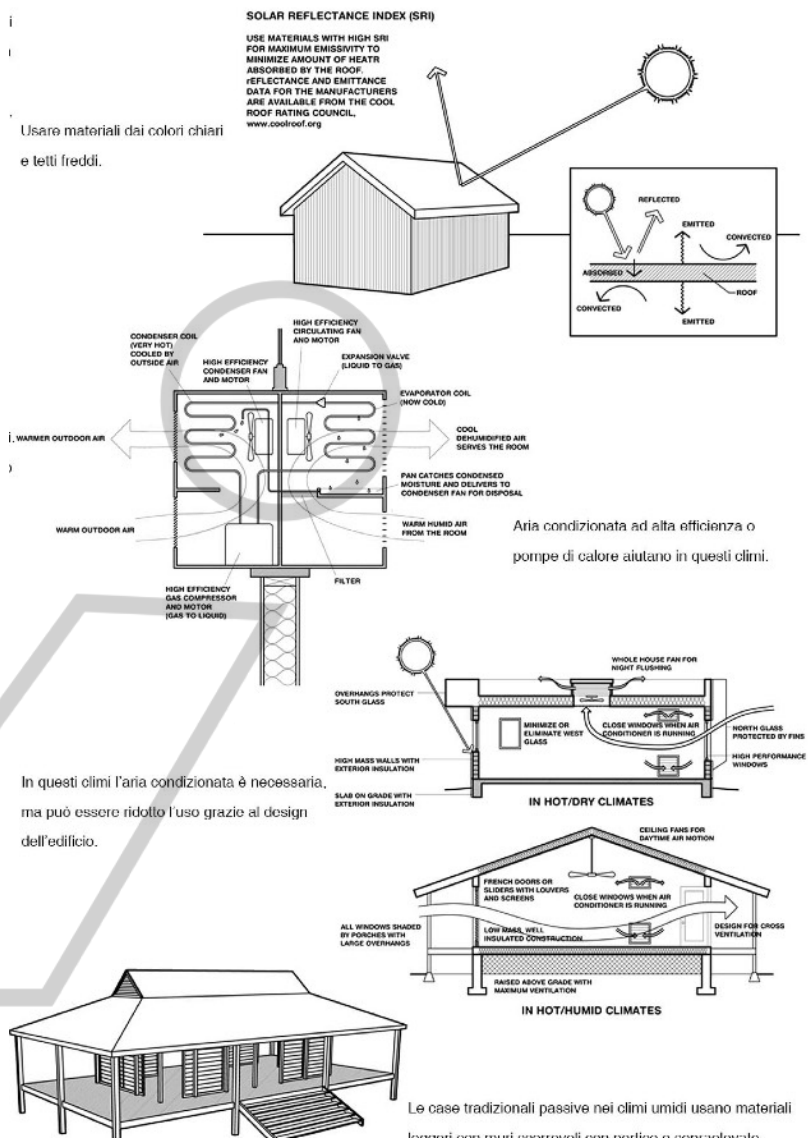 SOLAR REFLECTANCE INDEX (SRI)
USE MATERIALS WITH HIGH SRI
FOR MAXIMUM EMISSIVITY TO
MINIMIZE AMOUNT OF HEATR
ABSORBED BY THE ROOF.
rEFLECTANCE AND EMITTANCE
DATA FOR THE MANUFACTURERS
ARE AVAILABLE FROM THE COOL
ROOF RATING COUNCIL,
www.coolroof.org
Usare materiali dai colori chiari
e tetti freddi.
REFLECTED
EMITTED
CONVECTED
ABSORBED
ROOF
CONVECTED
EMITTED
CONDENSER COIL
(VERY HOT)
COOLED BY
OUTSIDE AIR
HIGH EFFICIENCY
CONDENSER FAN
AND MOTOR
HIGH EFFICIENCY
CIRCULATING FAN
AND MOTOR
EXPANSION VALVE
(LIQUID TO GAS)
EVAPORATOR COIL
(NOW COLD)
WARMER OUTDOOR AIR
COOL
DEHUMIDIFIED AIR
SERVES THE ROOM
PAN CATCHES CONDENSED
MOISTURE AND DELIVERS TO
CONDENSER FAN FOR DISPOSAL
WARM OUTDOOR AIR
WARM HUMID AIR
FROM THE ROOM
FILTER
HIGH EFFICIENCY
GAS COMPRESSOR
AND MOTOR
(GAS TO LIQUID)
Aria condizionata ad alta efficienza o
pompe di calore aiutano in questi climi.
WHOLE HOUSE FAN FOR
NIGHT FLUSHING
OVERHANGS PROTECT
SOUTH GLASS
MINIMIZE OR
ELIMINATE WEST
GLASS
CLOSE WINDOWS WHEN AIR
CONDITIONER IS RUNNING
NORTH GLASS
PROTECTED BY FINS
HIGH MASS WALLS WITH
EXTERIOR INSULATION
HIGH PERFORMANCE
WINDOWS
SLAB ON GRADE WITH
EXTERIOR INSULATION
IN HOT/DRY CLIMATES
In questi climi l'aria condizionata è necessaria,
ma può essere ridotto l'uso grazie al design
dell'edificio.
CEILING FANS FOR
DAYTIME AIR MOTION
FRENCH DOORS OR
SLIDERS WITH LOUVERS
AND SCREENS
CLOSE WINDOWS WHEN AIR
CONDITIONER IS RUNNING
ALL WINDOWS SHADED
BY PORCHES WITH
LARGE OVERHANGS
LOW MASS, WELL
INSULATED CONSTRUCTION
DESIGN FOR CROSS
VENTILATION
RAISED ABOVE GRADE WITH
MAXIMUM VENTILATION
IN HOT/HUMID CLIMATES
Le case tradizionali passive nei climi umidi usano materiali